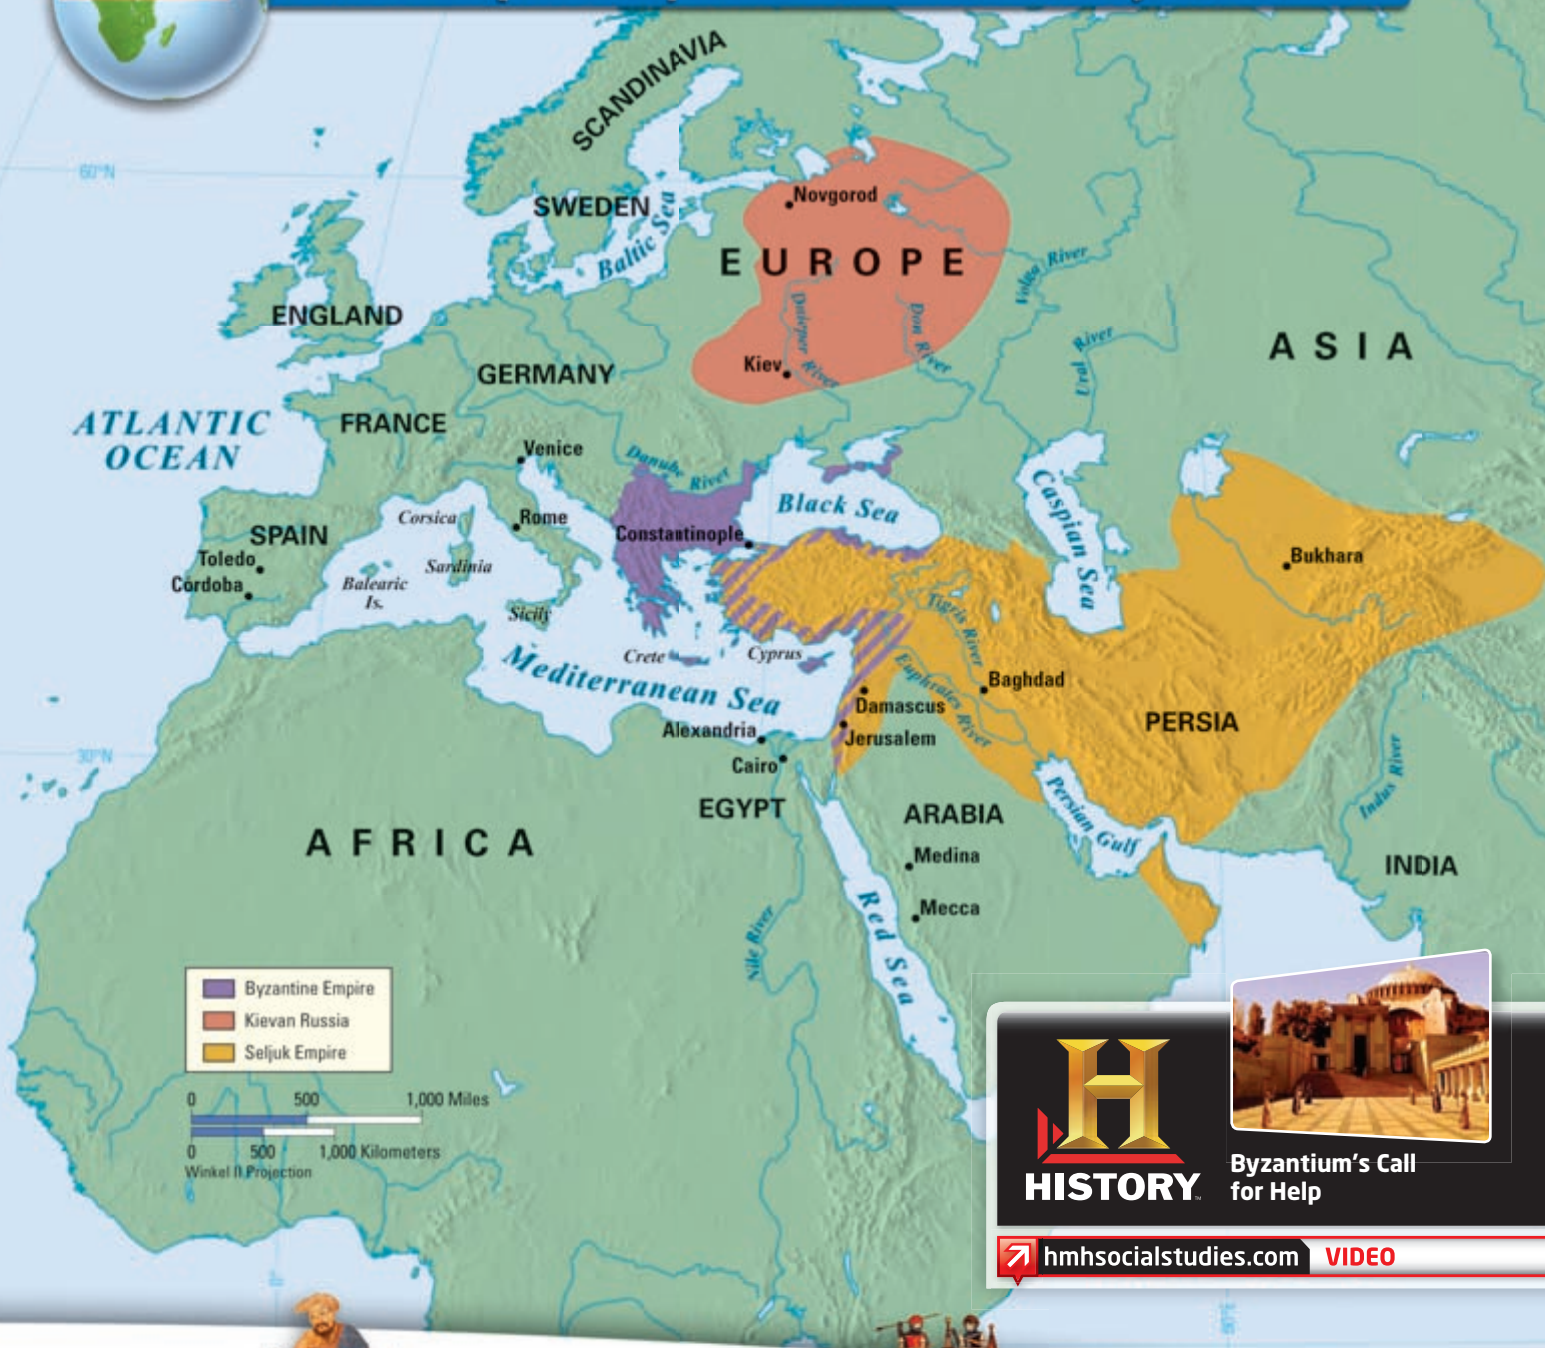 SCANDINAVIA
60°N
Novgorod
SWEDEN
Baltic Sea
EUROPE
Volga River
ENGLAND
Dnieper River
Don River
Ural River
ASIA
Kiev
GERMANY
ATLANTIC
OCEAN
FRANCE
Venice
Danube River
Black Sea
Caspian Sea
Corsica
Rome
SPAIN
Constantinople
Bukhara
Toledo
Sardinia
Córdoba
Balearic
Is.
Sicily
Tigris River
Crete
Cyprus
Mediterranean Sea
Euphrates River
Baghdad
Damascus
PERSIA
Alexandria
Jerusalem
30°N
Cairo
Indus River
EGYPT
ARABIA
Persian Gulf
AFRICA
Medina
INDIA
Mecca
Red Sea
Nile River
Byzantine Empire
Kievan Russia
Seljuk Empire
0 500 1,000 Miles
0 500 1,000 Kilometers
Winkel II Projection
H
HISTORY
Byzantium's Call
for Help
hmhsocialstudies.com VIDEO